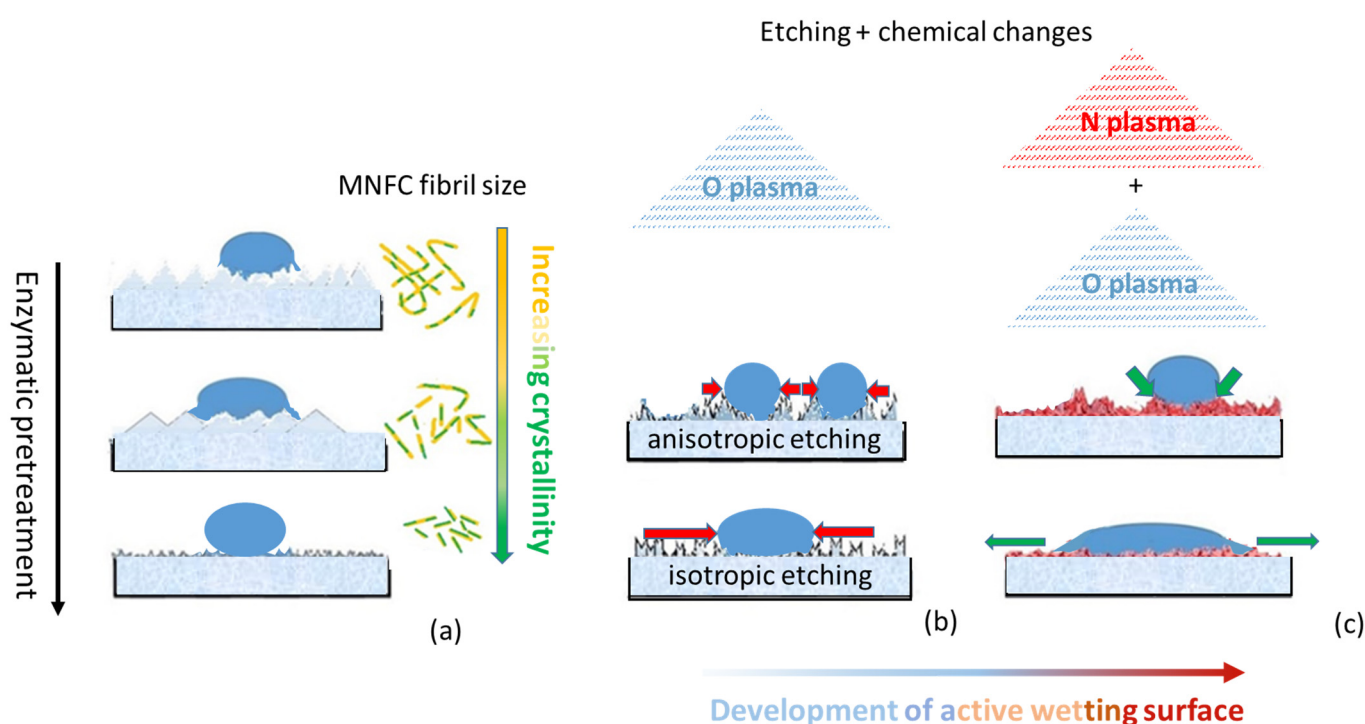 Etching + chemical changes
N plasma
O plasma
+
O plasma
MNFC fibril size
Enzymatic pretreatment
Increasing crystallinity
anisotropic etching
isotropic etching
(a)
(b)
(c)
Development of active wetting surface